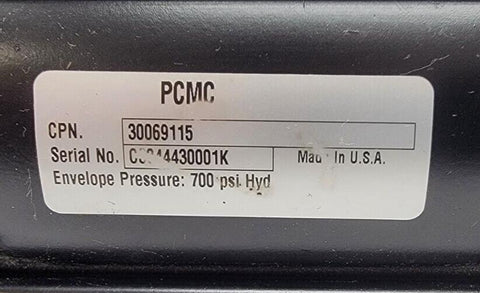 PCMC
CPN. 30069115
Serial No. Made In U.S.A.
Envelope Pressure: 700 psi Hyd